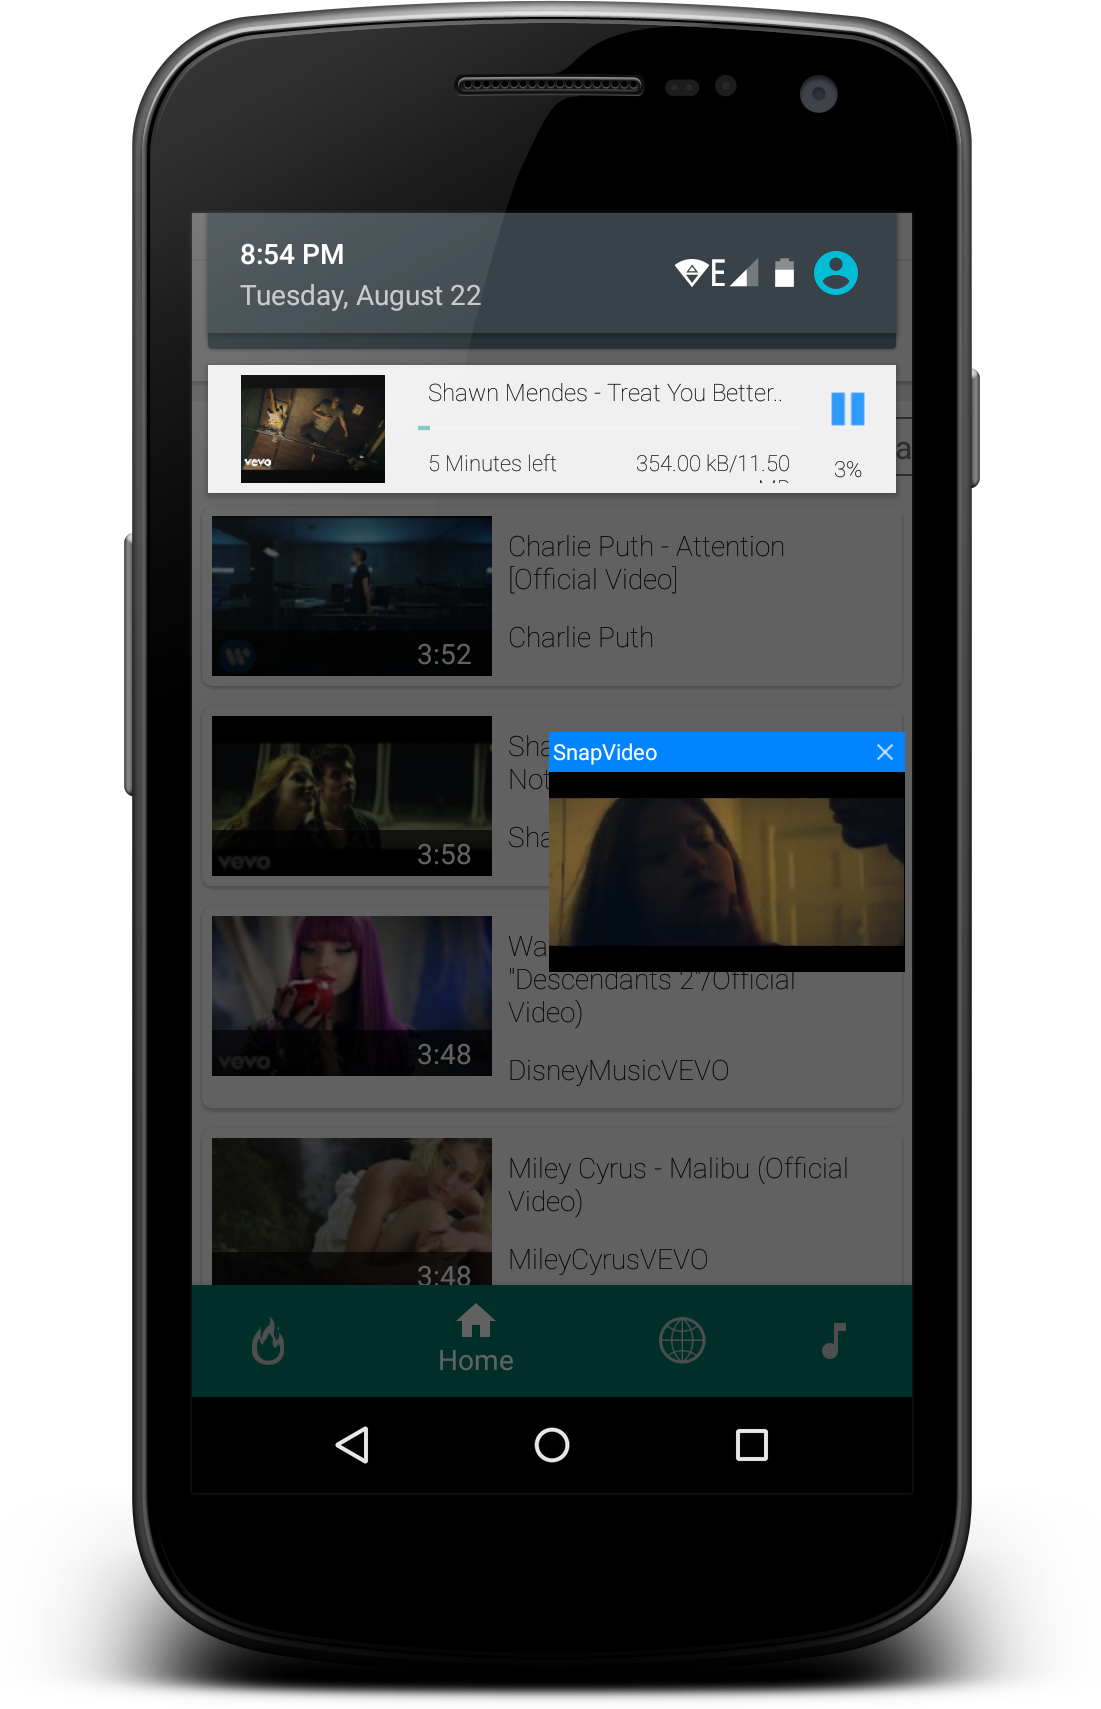 8:54 PM
Tuesday, August 22
E
Shawn Mendes - Treat You Better..
5 Minutes left
354.00 kB/11.50
MB
3%
a
vevo
Charlie Puth - Attention
[Official Video]
Charlie Puth
3:52
Sha
Not
Sha
vevo
3:58
SnapVideo
Wa
"Descendants 2"/Official
Video)
DisneyMusicVEVO
vevo
3:48
Miley Cyrus - Malibu (Official
Video)
MileyCyrusVEVO
3:48
Home